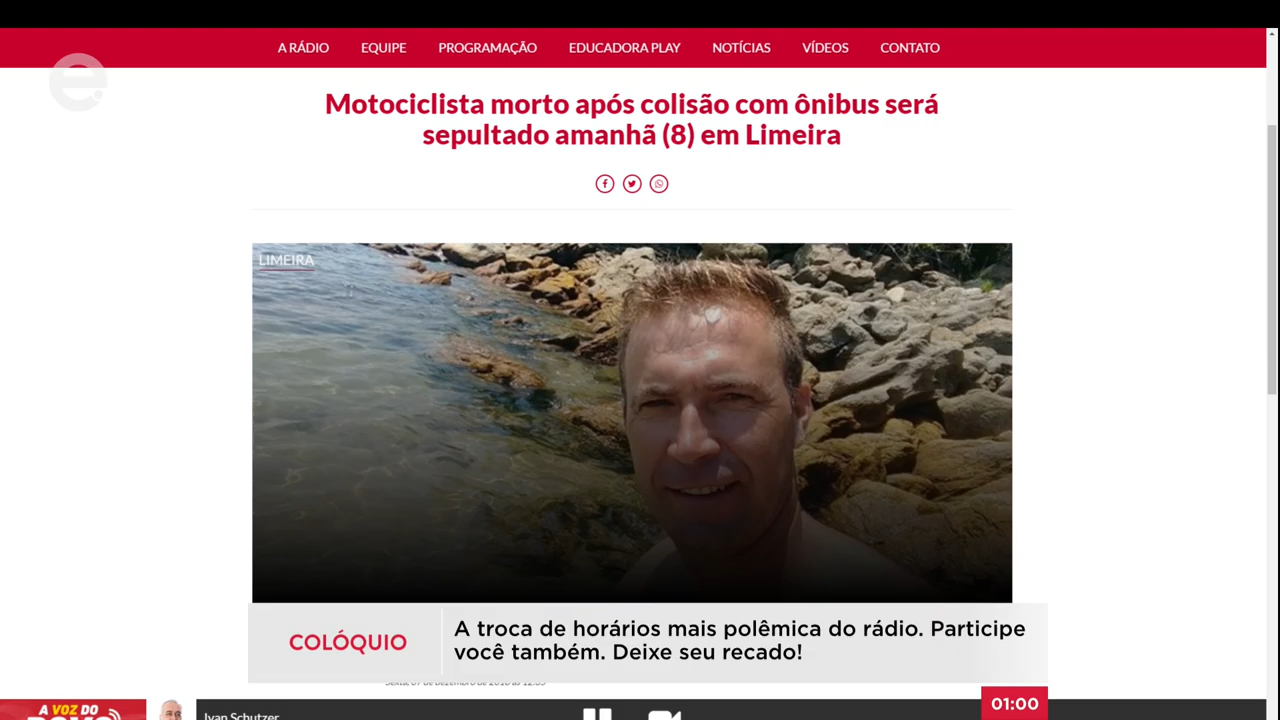 A RÁDIO EQUIPE PROGRAMAÇÃO EDUCADORA PLAY NOTÍCIAS VÍDEOS CONTATO
e.
Motociclista morto após colisão com ônibus será
sepultado amanhã (8) em Limeira
LIMEIRA
COLÓQUIO
A troca de horários mais polêmica do rádio. Participe
você também. Deixe seu recado!
A VOZ DO
Ivan Schutzer
01:00